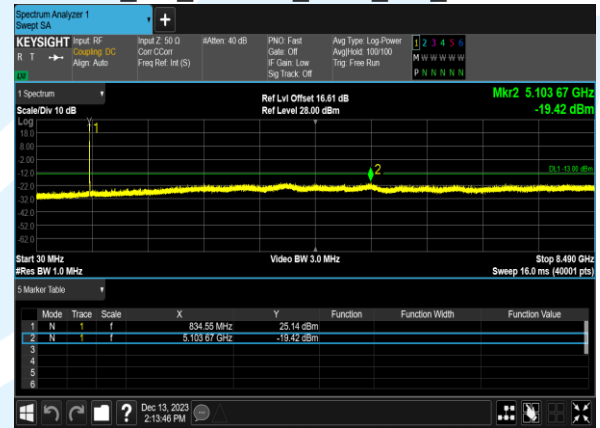 Spectrum Analyzer 1
Swept SA
+
KEYSIGHT Input: RF Input Z: 50 Ω #Atten: 40 dB PNO: Fast Avg Type: Log-Power 1 2 3 4 5 6
R T Coupling: DC Corr CCorr Gate: Off Avg|Hold: 100/100 M W W W W W
Align: Auto Freq Ref: Int (S) IF Gain: Low Trig: Free Run
Sig Track: Off P N N N N N
1 Spectrum Ref Lvl Offset 16.61 dB Mkr2 5.103 67 GHz
Scale/Div 10 dB Ref Level 28.00 dBm -19.42 dBm
Log
18.0
8.00
-2.00
-12.0
-22.0
-32.0
-42.0
-52.0
-62.0
1
2
DL1 -13.00 dBm
Start 30 MHz Video BW 3.0 MHz Stop 8.490 GHz
#Res BW 1.0 MHz Sweep 16.0 ms (40001 pts)
5 Marker Table
Mode Trace Scale X Y Function Function Width Function Value
1 N 1 f 834.55 MHz 25.14 dBm
2 N 1 f 5.103 67 GHz -19.42 dBm
3
4
5
6
? Dec 13, 2023
2:13:46 PM